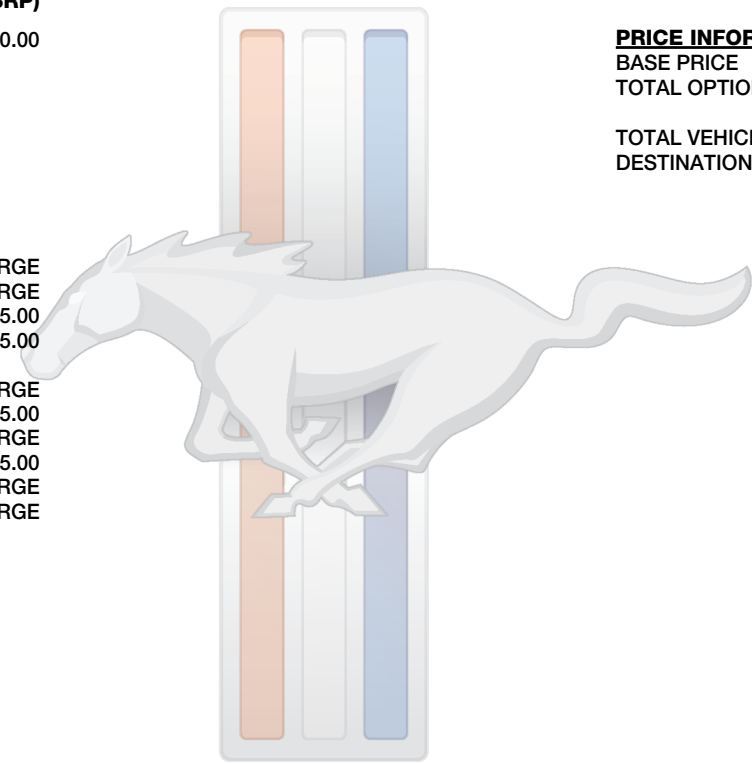 SRP)
0.00
RGE
RGE
5.00
5.00
RGE
5.00
RGE
5.00
RGE
RGE
PRICE INFOR
BASE PRICE
TOTAL OPTIO
TOTAL VEHIC
DESTINATION